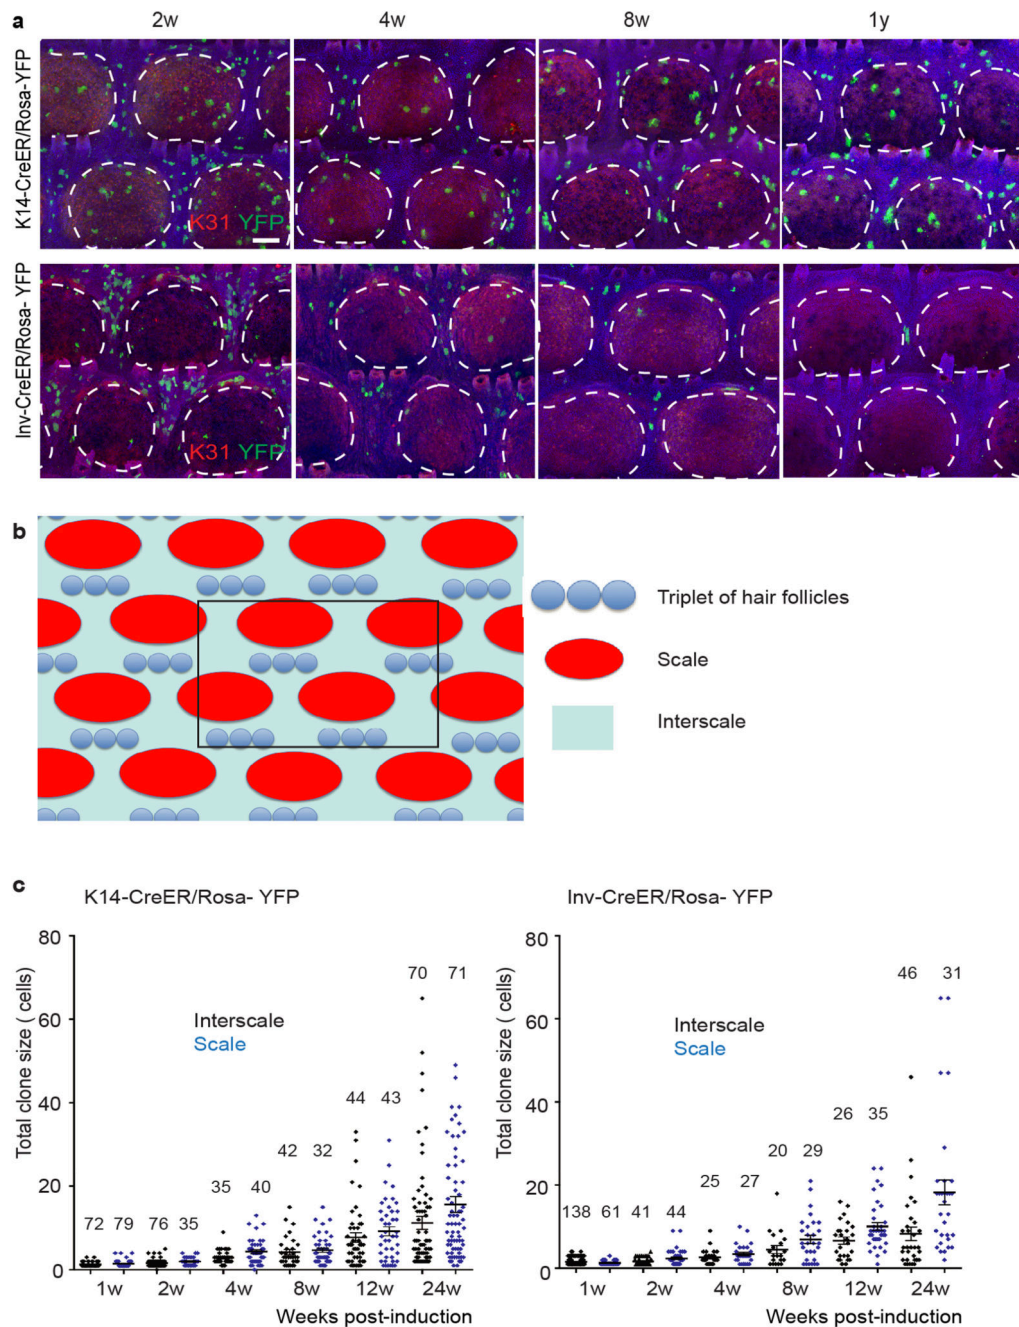 a
2w 4w 8w 1y
K14-CreER/Rosa-YFP
K31 YFP
Inv-CreER/Rosa- YFP
K31 YFP
b
Triplet of hair follicles
Scale
Interscale
c
K14-CreER/Rosa- YFP
Total clone size ( cells)
80
60
40
20
0
Interscale
Scale
72 79 76 35 35 40 42 32 44 43 70 71
1w 2w 4w 8w 12w 24w
Weeks post-induction
Inv-CreER/Rosa- YFP
Total clone size ( cells)
80
60
40
20
0
Interscale
Scale
138 61 41 44 25 27 20 29 26 35 46 31
1w 2w 4w 8w 12w 24w
Weeks post-induction